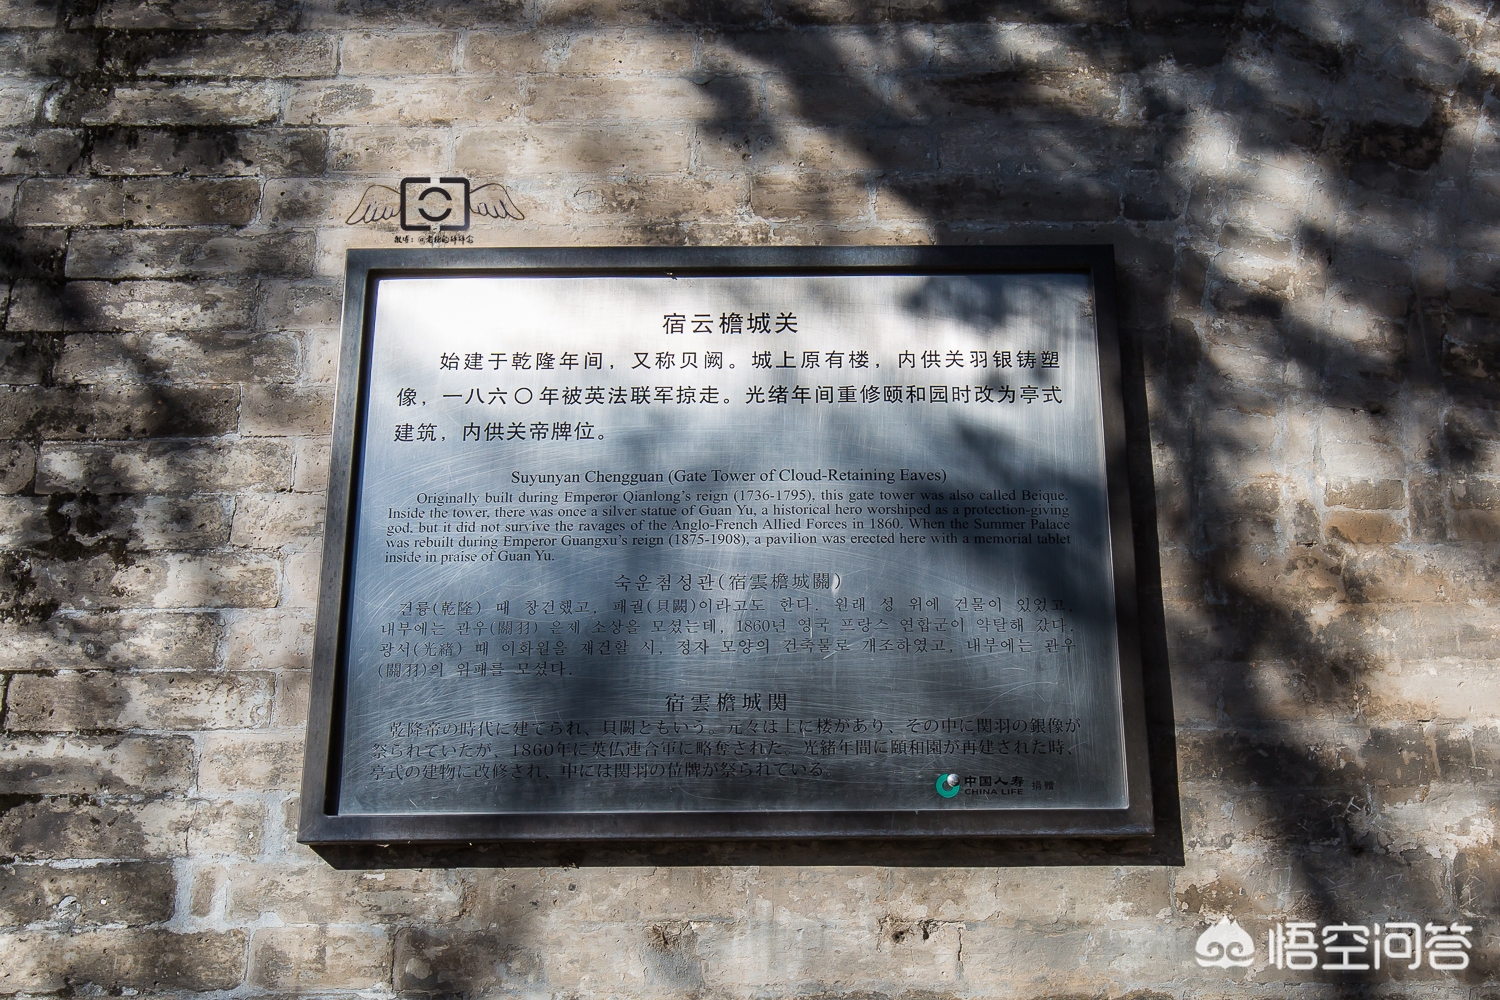 宿云檐城关
始建于乾隆年间，又称贝阙。城上原有楼，内供关羽银铸塑
像，一八六〇年被英法联军掠走。光绪年间重修颐和园时改为亭式
建筑，内供关帝牌位。
Suyunyan Chengguan (Gate Tower of Cloud-Retaining Eaves)
Originally built during Emperor Qianlong's reign (1736-1795), this gate tower was also called Beique.
Inside the tower, there was once a silver statue of Guan Yu, a historical hero worshiped as a protection-giving
god, but it did not survive the ravages of the Anglo-French Allied Forces in 1860. When the Summer Palace
was rebuilt during Emperor Guangxu's reign (1875-1908), a pavilion was erected here with a memorial tablet
inside in praise of Guan Yu.
숙운첨성관(宿雲檐城關)
건륭(乾隆) 때 창건했고, 패궐(貝闕)이라고도 한다. 원래 성 위에 건물이 있었고,
내부에는 관우(關羽) 은제 소상을 모셨는데, 1860년 영국 프랑스 연합군이 약탈해 갔다.
광서(光緖) 때 이화원을 재건할 시, 정자 모양의 건축물로 개조하였고, 내부에는 관우
(關羽)의 위패를 모셨다.
宿雲檐城関
乾隆帝の時代に建てられ、貝闕ともいう。元々は上に楼があり、その中に関羽の銀像が
祭られていたが、1860年に英仏連合軍に略奪された。光緒年間に頤和園が再建された時、
亭式の建物に改修され、中には関羽の位牌が祭られている。
中国人寿
CHINA LIFE 捐赠
悟空问答